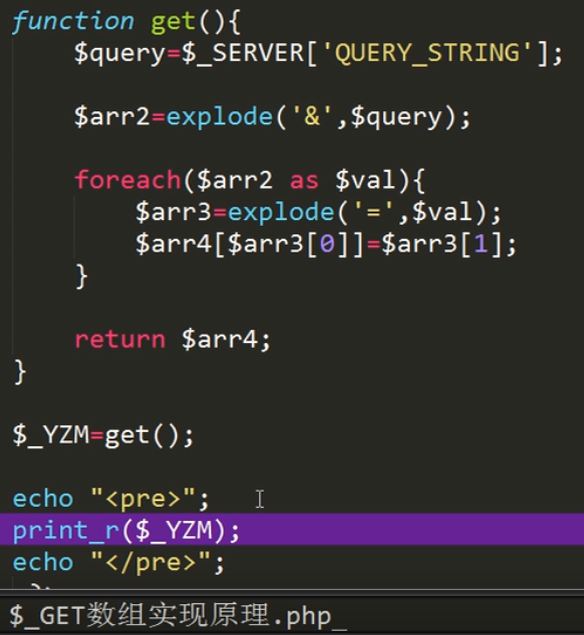 function get(){
$query=$_SERVER['QUERY_STRING'];
$arr2=explode('&',$query);
foreach($arr2 as $val){
$arr3=explode('=',$val);
$arr4[$arr3[0]]=$arr3[1];
}
return $arr4;
}
$_YZM=get();
echo "<pre>";
print_r($_YZM);
echo "</pre>";
$_GET数组实现原理.php_